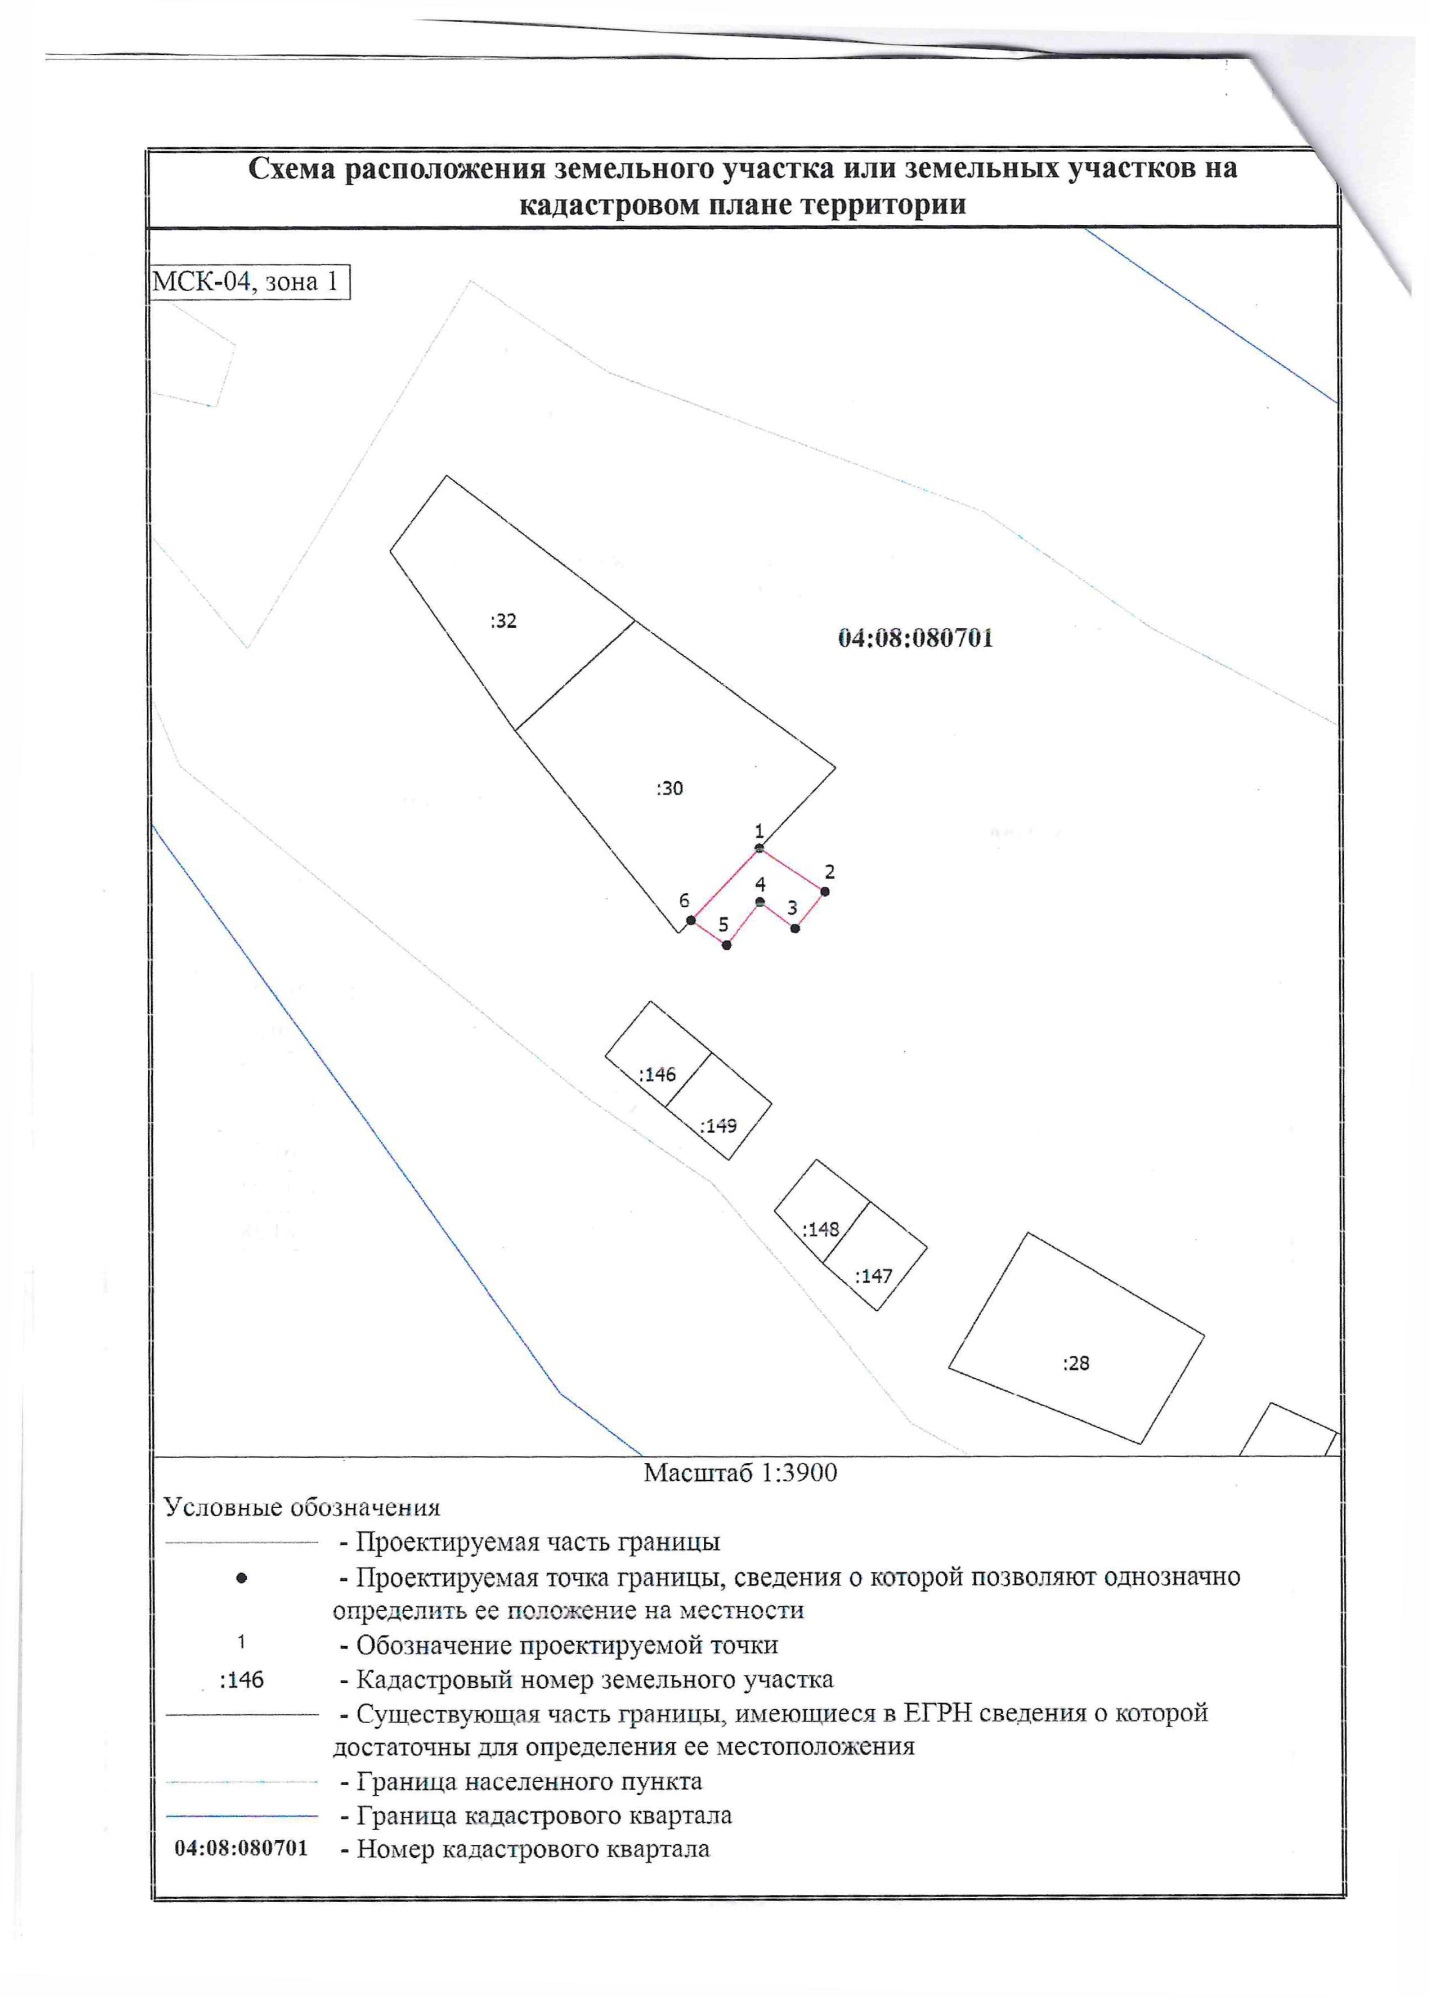 Схема расположения земельного участка или земельных участков на
кадастровом плане территории
МСК-04, зона 1
:32
04:08:080701
:30
1
2
4
6
3
5
:146
:149
:148
:147
:28
Масштаб 1:3900
Условные обозначения
- Проектируемая часть границы
- Проектируемая точка границы, сведения о которой позволяют однозначно
определить ее положение на местности
1 - Обозначение проектируемой точки
:146 - Кадастровый номер земельного участка
- Существующая часть границы, имеющиеся в ЕГРН сведения о которой
достаточны для определения ее местоположения
- Граница населенного пункта
- Граница кадастрового квартала
04:08:080701 - Номер кадастрового квартала